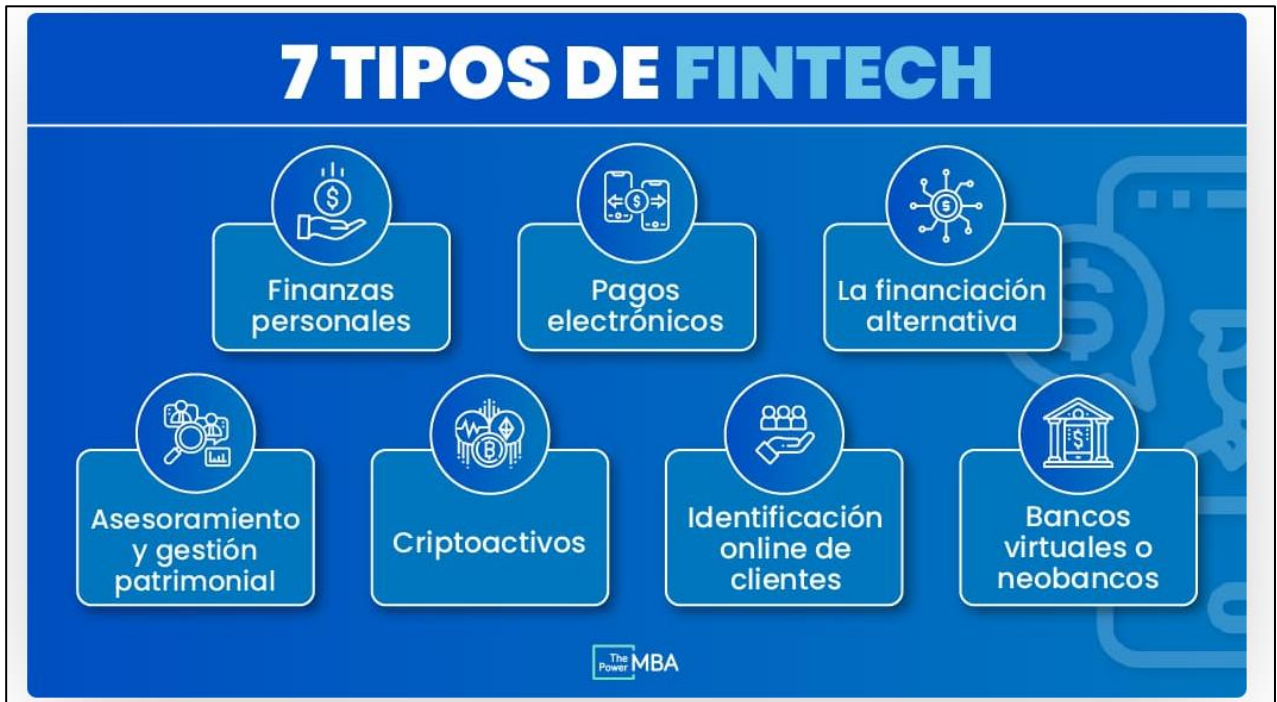 7 TIPOS DE FINTECH
Finanzas
personales
Pagos
electrónicos
La financiación
alternativa
Asesoramiento
y gestión
patrimonial
Criptoactivos
Identificación
online de
clientes
Bancos
virtuales o
neobancos
The
Power MBA